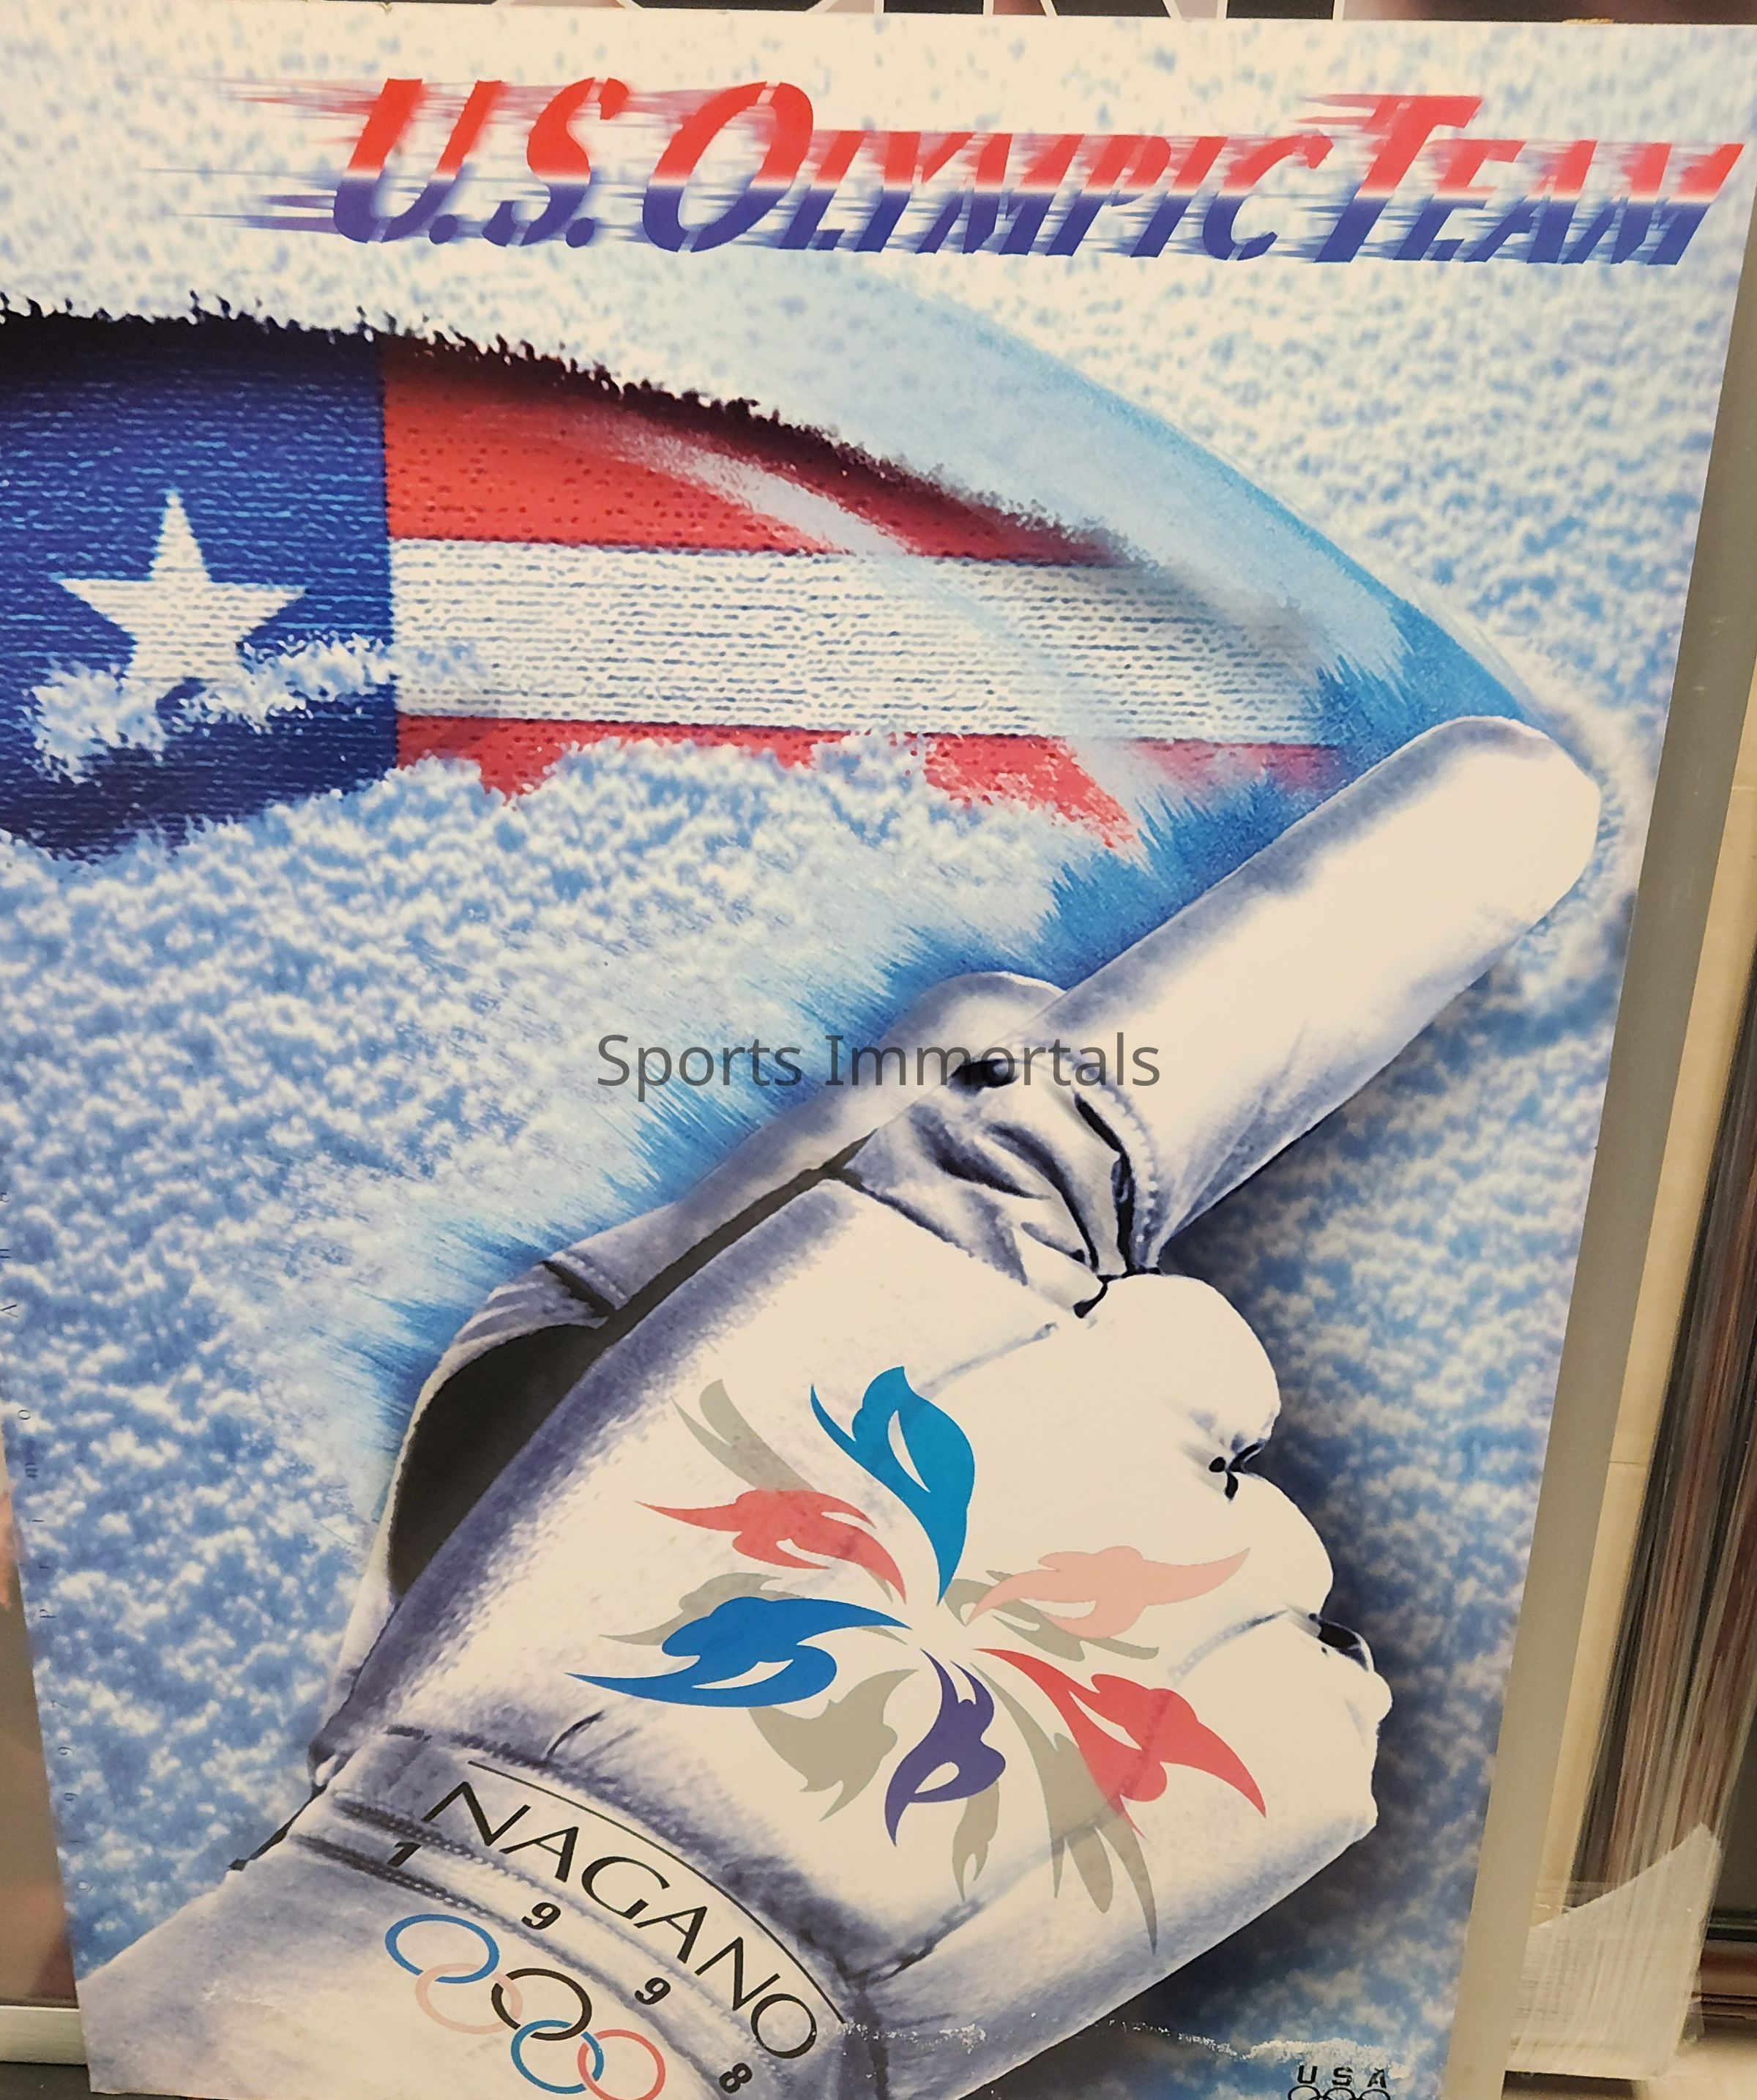 U.S. OLYMPIC TEAM
Sports Immortals
NAGANO
1998
USA